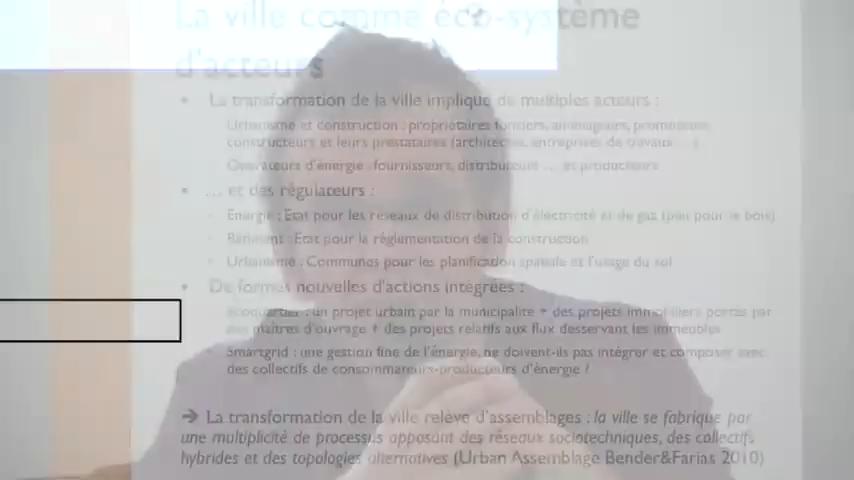 La ville comme éco-système
d'acteurs
• La transformation de la ville implique de multiples acteurs :
Urbanisme et construction : propriétaires fonciers, aménageurs, promoteurs,
constructeurs et leurs prestataires (architectes, entreprises de travaux … )
Opérateurs d'énergie : fournisseurs, distributeurs … et producteurs
• … et des régulateurs :
Energie : Etat pour les réseaux de distribution d'électricité et de gaz (peu pour le bois)
Bâtiment : Etat pour la réglementation de la construction
Urbanisme : Communes pour les planification spatiale et l'usage du sol
• De formes nouvelles d'actions intégrées :
Ecoquartier : un projet urbain par la municipalité + des projets immobiliers portés par
des maîtres d'ouvrage + des projets relatifs aux flux desservant les immeubles
Smartgrid : une gestion fine de l'énergie, ne doivent-ils pas intégrer et composer avec
des collectifs de consommateurs-producteurs d'énergie ?
➔ La transformation de la ville relève d'assemblages : la ville se fabrique par
une multiplicité de processus apposant des réseaux sociotechniques, des collectifs
hybrides et des topologies alternatives (Urban Assemblage Bender&Farias 2010)